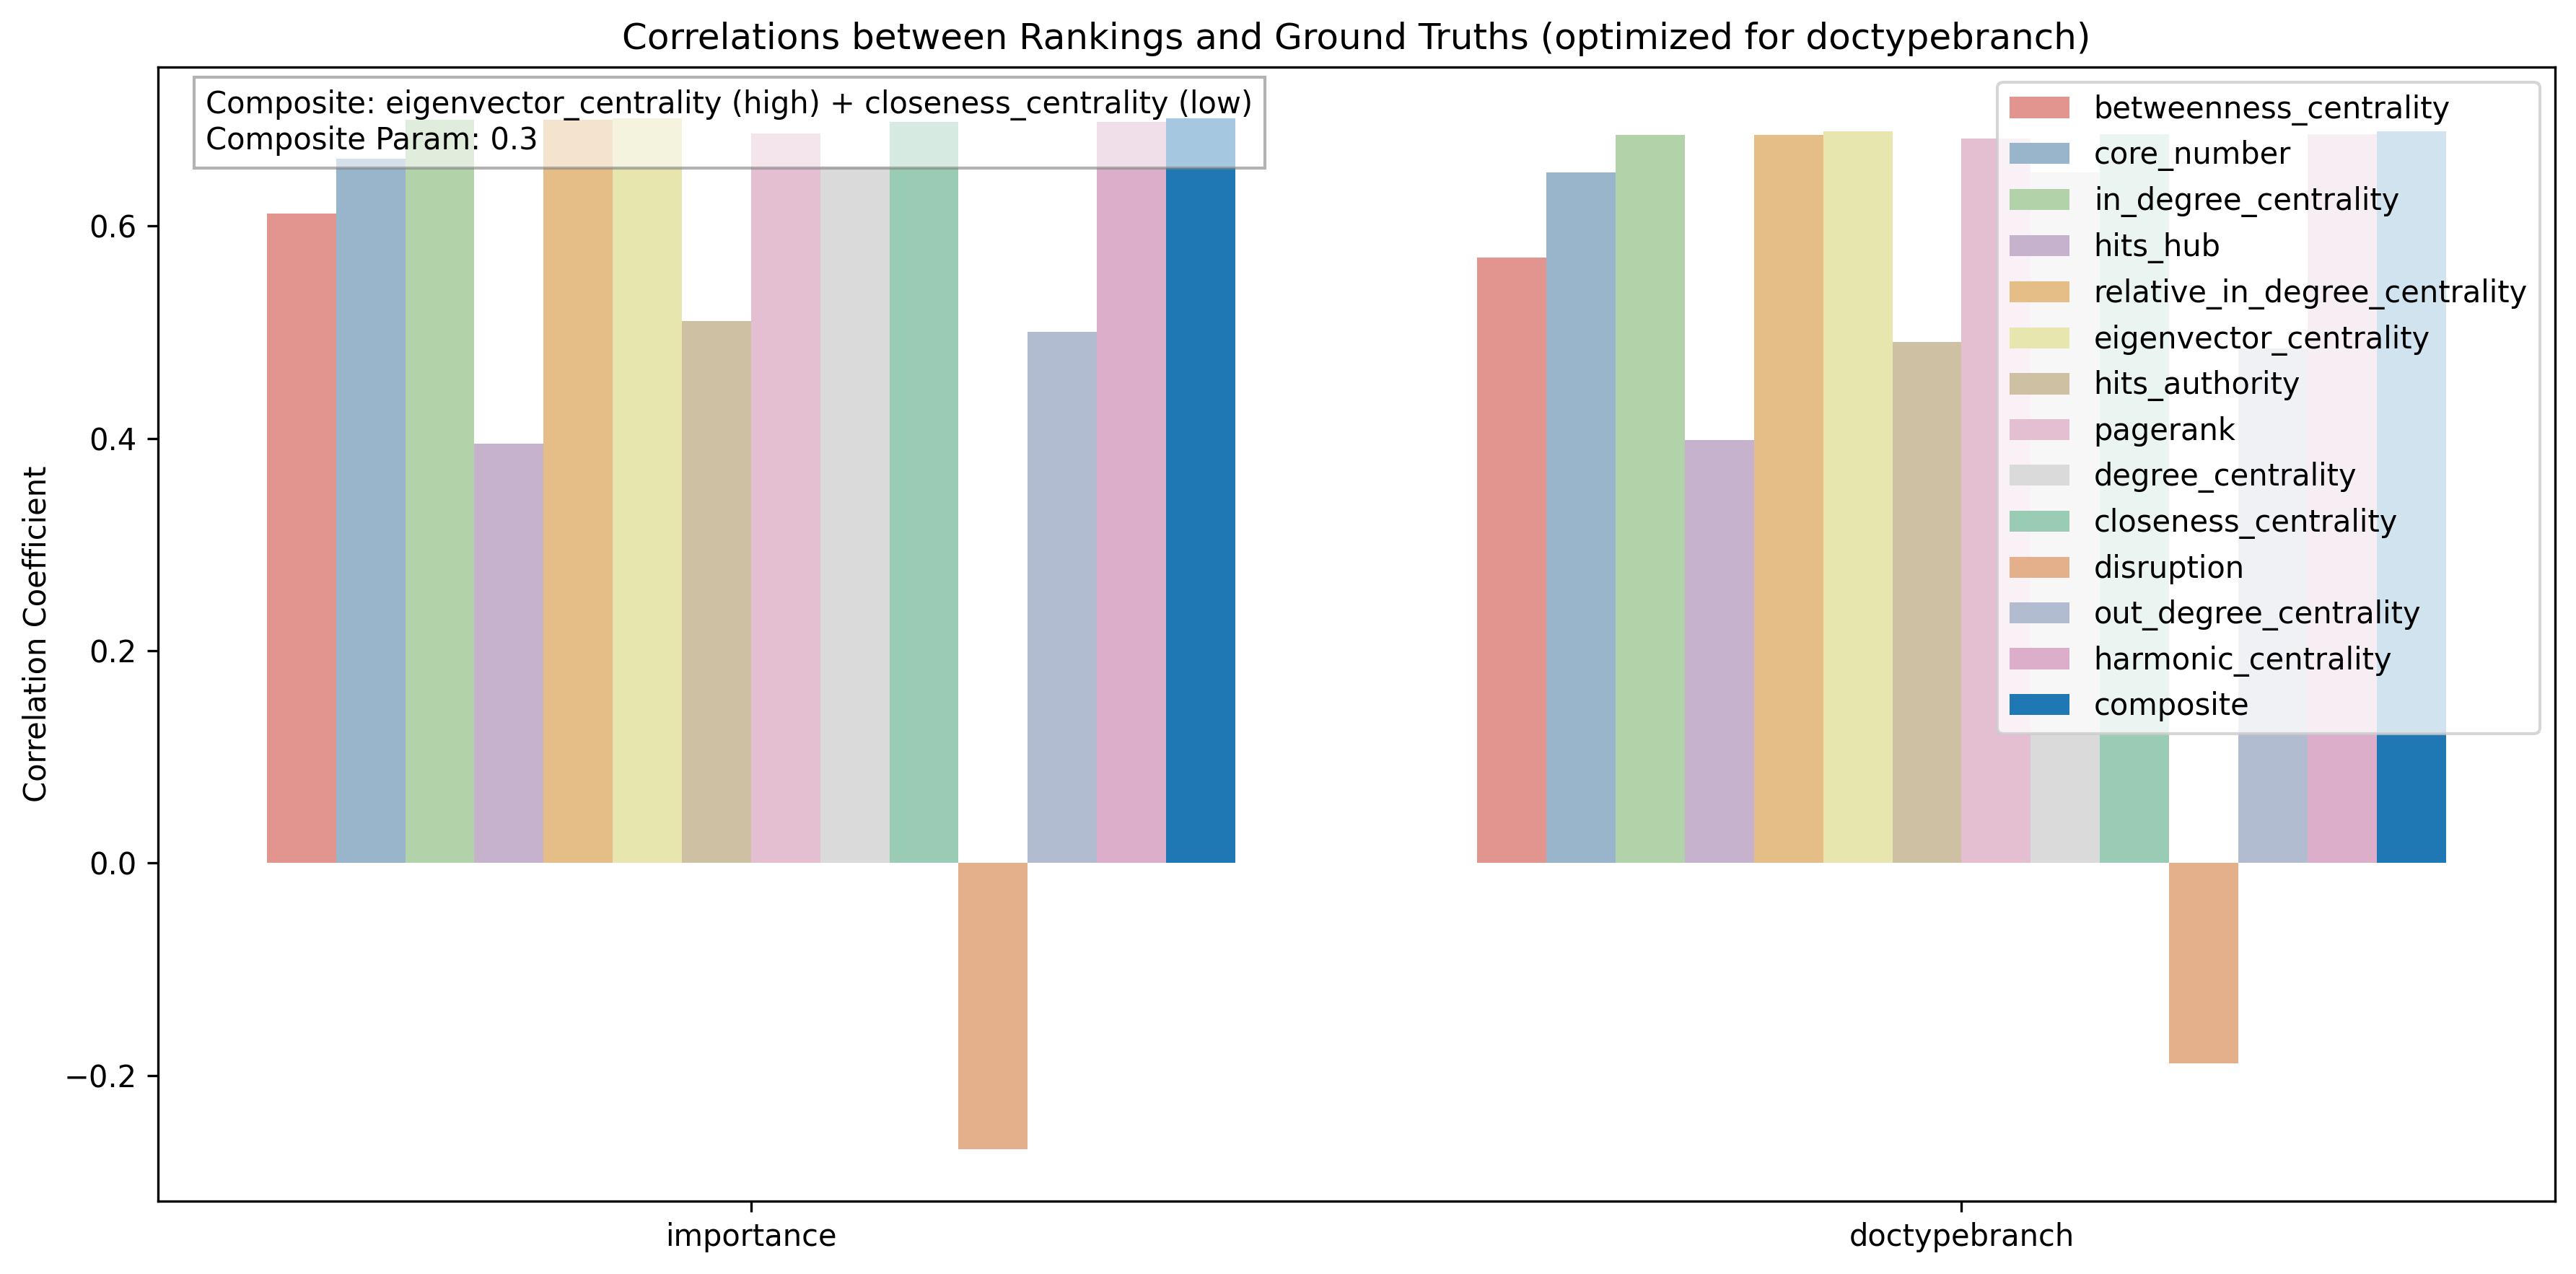 Correlations between Rankings and Ground Truths (optimized for doctypebranch)
Composite: eigenvector_centrality (high) + closeness_centrality (low)
Composite Param: 0.3
betweenness_centrality
core_number
in_degree_centrality
hits_hub
relative_in_degree_centrality
eigenvector_centrality
hits_authority
pagerank
degree_centrality
closeness_centrality
disruption
out_degree_centrality
harmonic_centrality
composite
Correlation Coefficient
0.6
0.4
0.2
0.0
−0.2
importance
doctypebranch